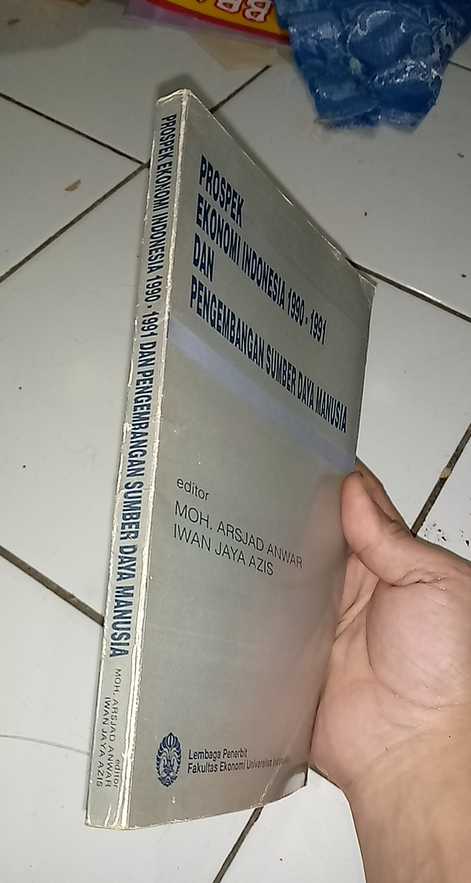 PROSPEK
EKONOMI INDONESIA 1990 - 1991
DAN
PENGEMBANGAN SUMBER DAYA MANUSIA
editor
MOH. ARSJAD ANWAR
IWAN JAYA AZIS
Lembaga Penerbit
Fakultas Ekonomi Universitas
PROSPEK EKONOMI INDONESIA 1990 - 1991 DAN PENGEMBANGAN SUMBER DAYA MANUSIA
editor
MOH. ARSJAD ANWAR
IWAN JAYA AZIS